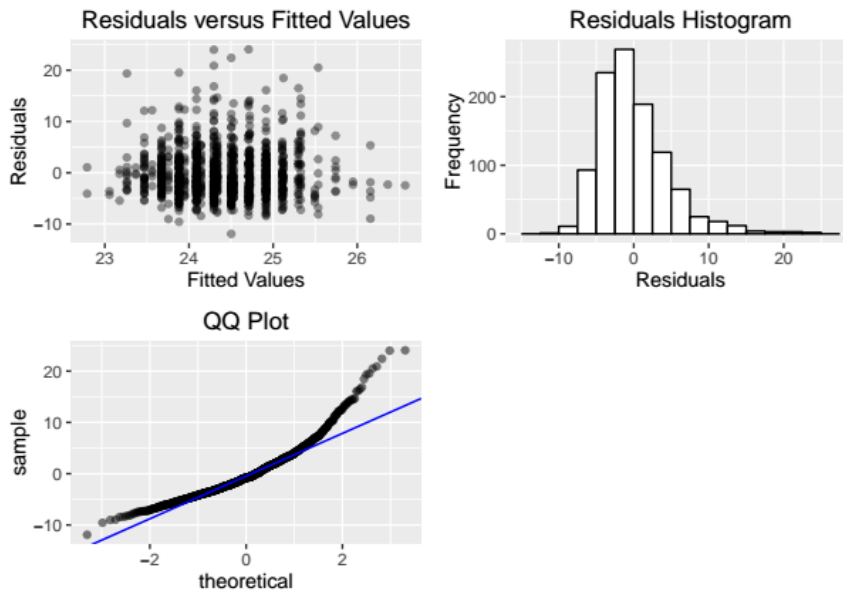 Residuals versus Fitted Values
20
10
0
−10
Residuals
23
24
25
26
Fitted Values
Residuals Histogram
200
100
0
Frequency
−10
0
10
20
Residuals
QQ Plot
20
10
0
−10
sample
−2
0
2
theoretical